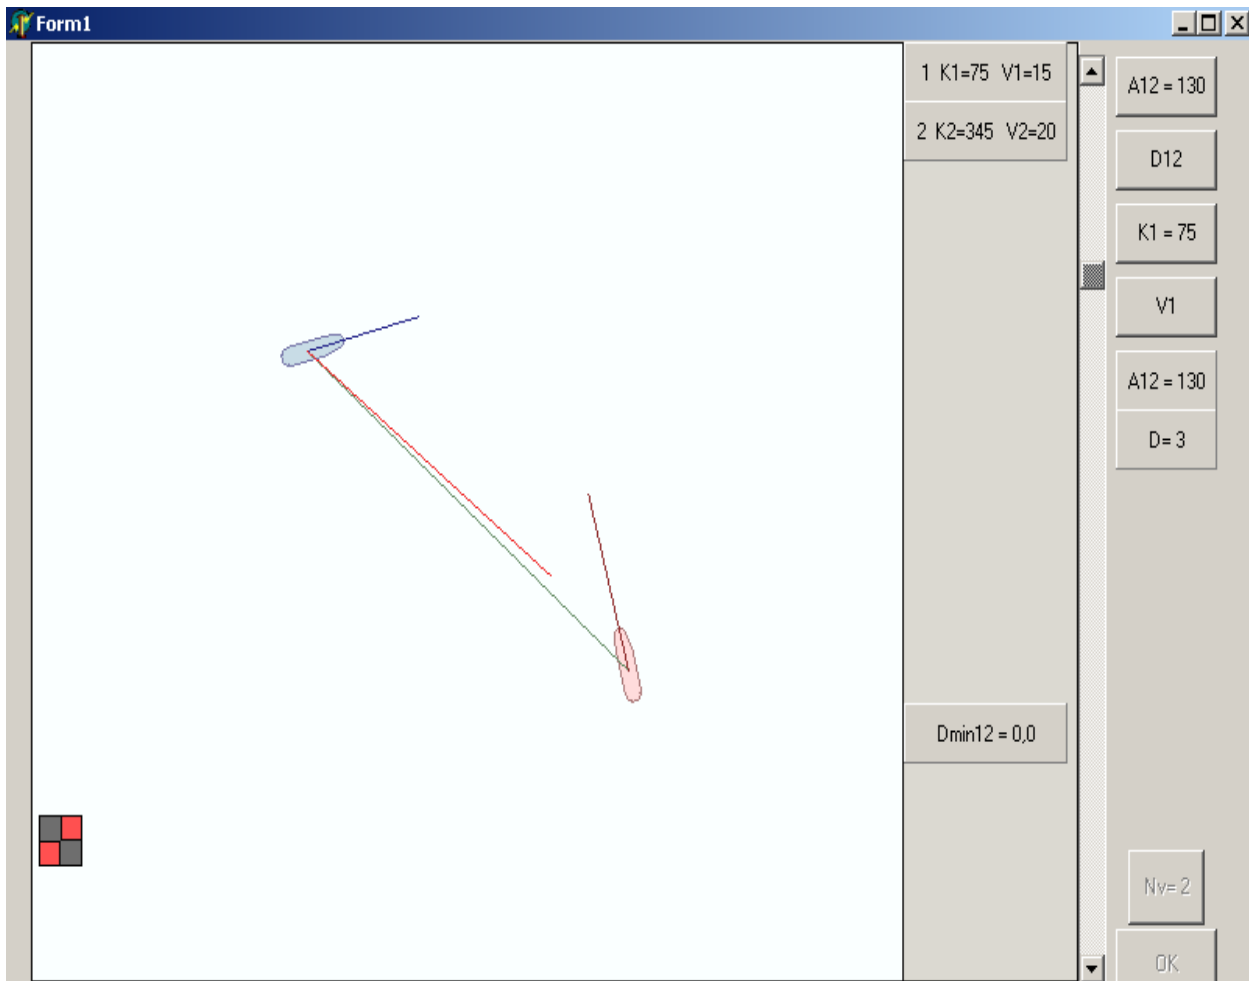 Form1
1 K1=75 V1=15
2 K2=345 V2=20
Dmin12 = 0,0
A12 = 130
D12
K1 = 75
V1
A12 = 130
D= 3
Nv= 2
OK